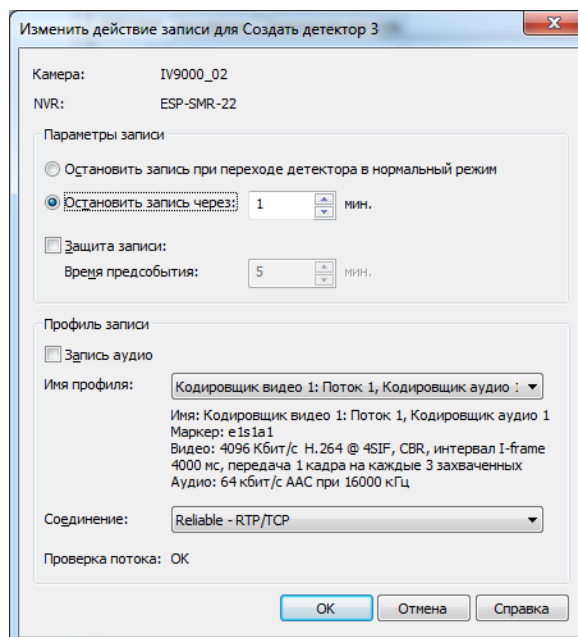 Изменить действие записи для Создать детектор 3
Камера: IV9000_02
NVR: ESP-SMR-22
Параметры записи
Остановить запись при переходе детектора в нормальный режим
Остановить запись через: 1 мин.
Защита записи:
Время предсобытия: 5 мин.
Профиль записи
Запись аудио
Имя профиля: Кодировщик видео 1: Поток 1, Кодировщик аудио :
Имя: Кодировщик видео 1: Поток 1, Кодировщик аудио 1
Маркер: e1s1a1
Видео: 4096 Кбит/с H.264 @ 4SIF, CBR, интервал I-frame
4000 мс, передача 1 кадра на каждые 3 захваченных
Аудио: 64 кбит/с AAC при 16000 кГц
Соединение: Reliable - RTP/TCP
Проверка потока: OK
OK Отмена Справка